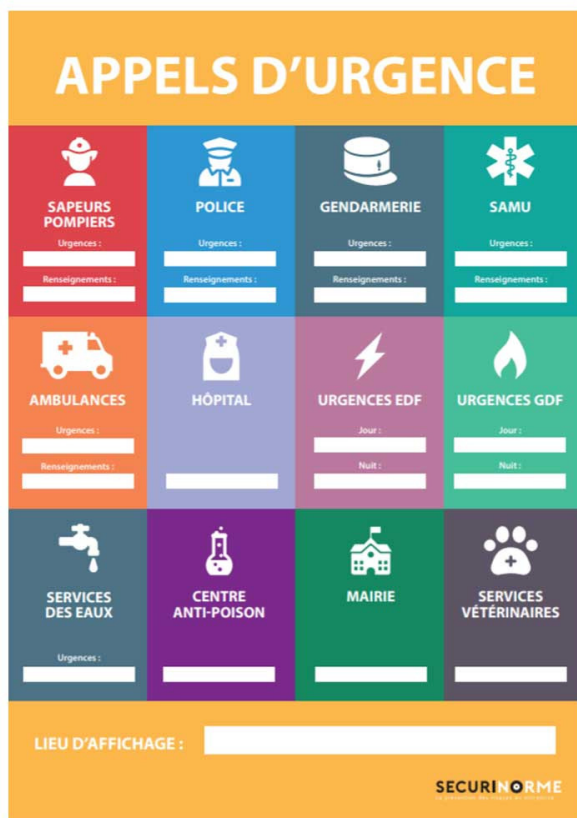 APPELS D'URGENCE
SAPEURS
POMPIERS
Urgences :
Renseignements :
POLICE
Urgences :
Renseignements :
GENDARMERIE
Urgences :
Renseignements :
SAMU
Urgences :
Renseignements :
AMBULANCES
Urgences :
Renseignements :
HÔPITAL
URGENCES EDF
Jour :
Nuit :
URGENCES GDF
Jour :
Nuit :
SERVICES
DES EAUX
Urgences :
CENTRE
ANTI-POISON
MAIRIE
SERVICES
VÉTÉRINAIRES
LIEU D'AFFICHAGE :
SECURINORME